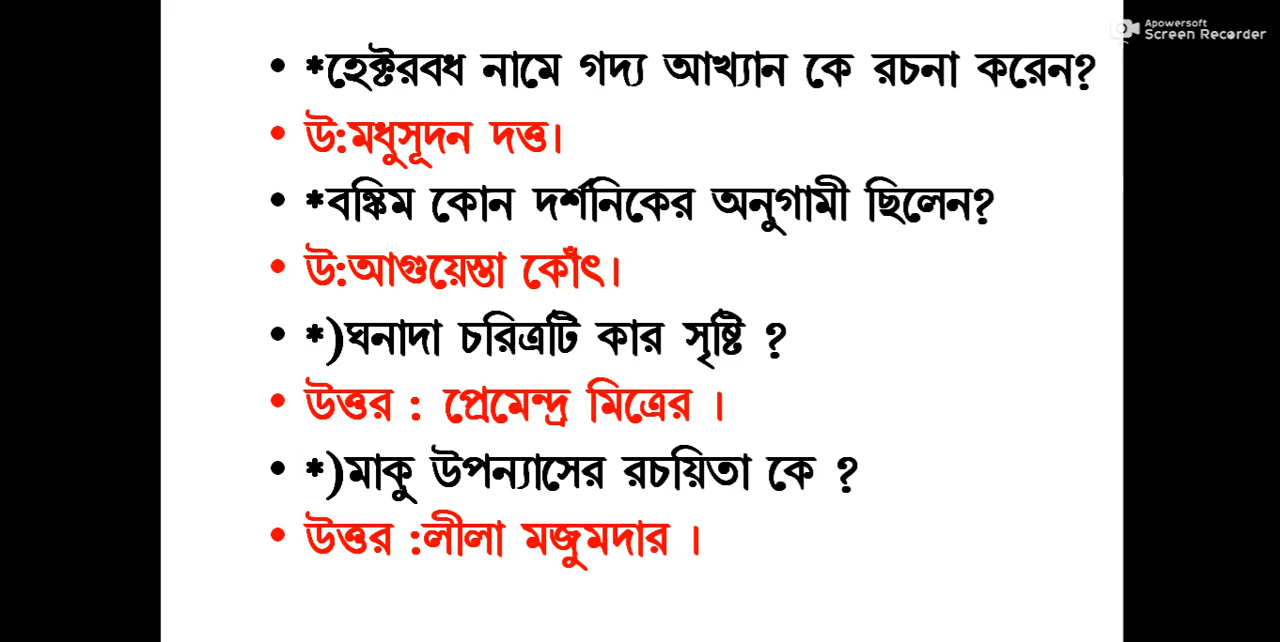 Apowersoft
Screen Recorder
• *হেক্টরবধ নামে গদ্য আখ্যান কে রচনা করেন?
• উ:মধুসূদন দত্ত।
• *বঙ্কিম কোন দর্শনিকের অনুগামী ছিলেন?
• উ:আগুয়েস্তা কোঁৎ।
• *)ঘনাদা চরিত্রটি কার সৃষ্টি ?
• উত্তর : প্রেমেন্দ্র মিত্রের ।
• *)মাকু উপন্যাসের রচয়িতা কে ?
• উত্তর :লীলা মজুমদার ।